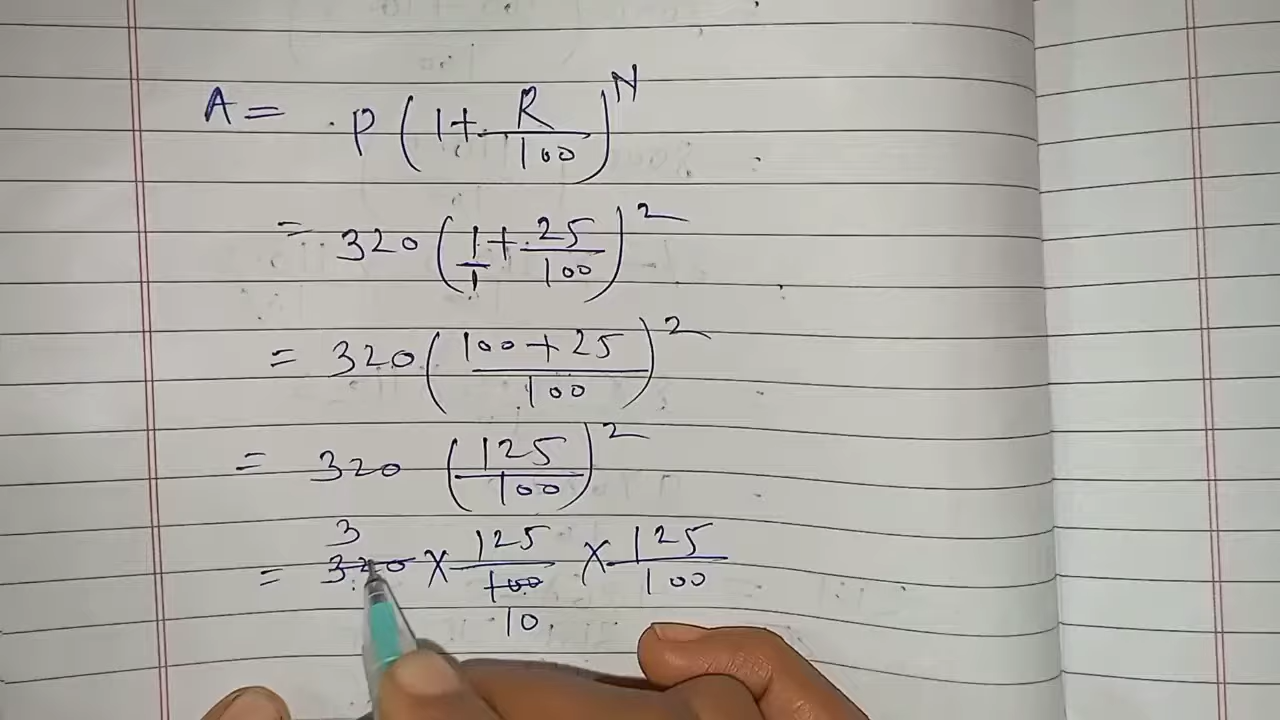 A = P ( 1 + R/100 )^N
= 320 ( 1/1 + 25/100 )^2
= 320 ( 100 + 25/100 )^2
= 320 ( 125/100 )^2
3
= 320 × 125/100 × 125/100
10